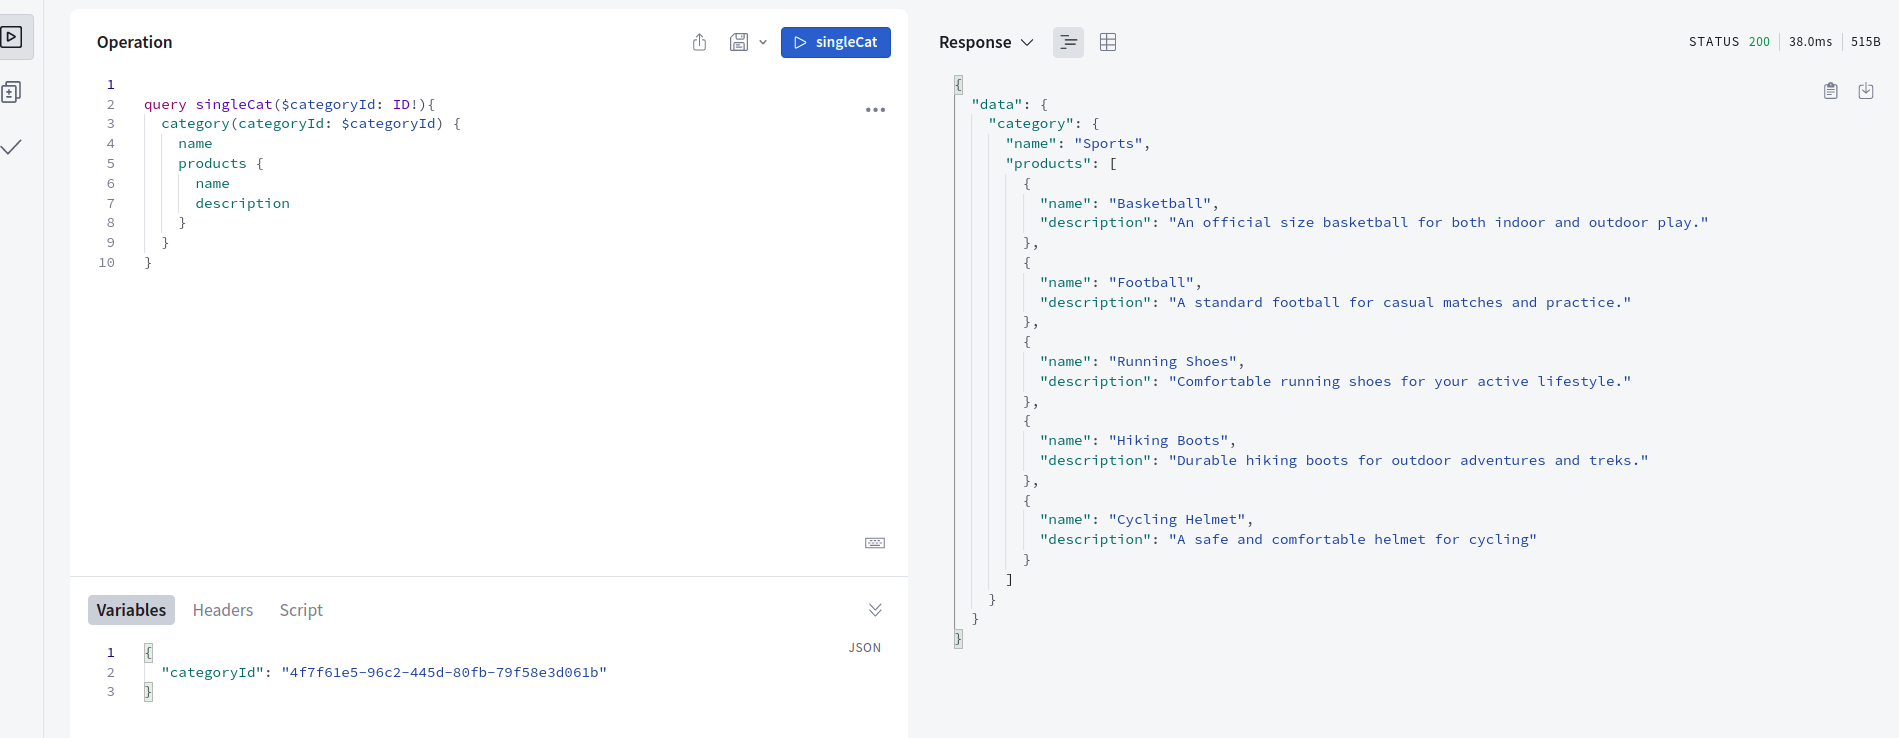 Operation
singleCat
1
2 query singleCat($categoryId: ID!){
3 category(categoryId: $categoryId) {
4 name
5 products {
6 name
7 description
8 }
9 }
10 }
Variables Headers Script
JSON
1 {
2 "categoryId": "4f7f61e5-96c2-445d-80fb-79f58e3d061b"
3 }
Response
STATUS 200 38.0ms 515B
{
"data": {
"category": {
"name": "Sports",
"products": [
{
"name": "Basketball",
"description": "An official size basketball for both indoor and outdoor play."
},
{
"name": "Football",
"description": "A standard football for casual matches and practice."
},
{
"name": "Running Shoes",
"description": "Comfortable running shoes for your active lifestyle."
},
{
"name": "Hiking Boots",
"description": "Durable hiking boots for outdoor adventures and treks."
},
{
"name": "Cycling Helmet",
"description": "A safe and comfortable helmet for cycling"
}
]
}
}
}